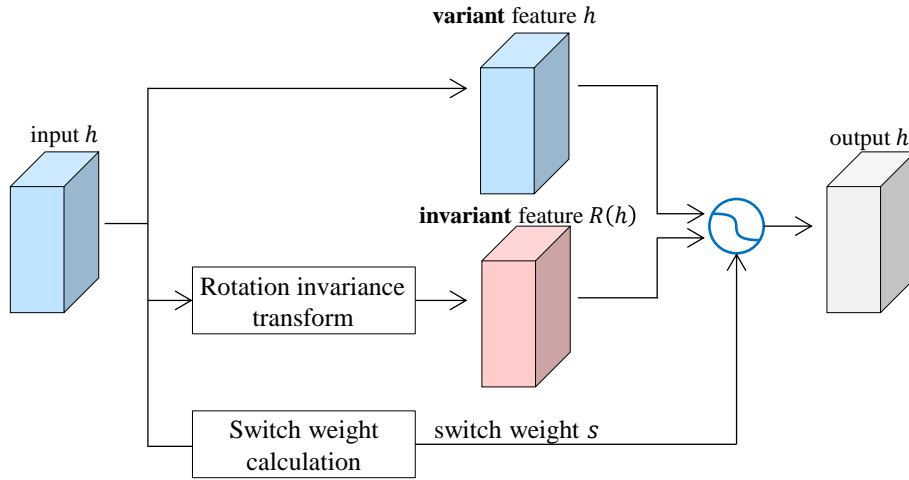 variant feature ℎ
input ℎ
output ℎ
invariant feature 𝑅(ℎ)
Rotation invariance
transform
Switch weight
calculation
switch weight 𝑠